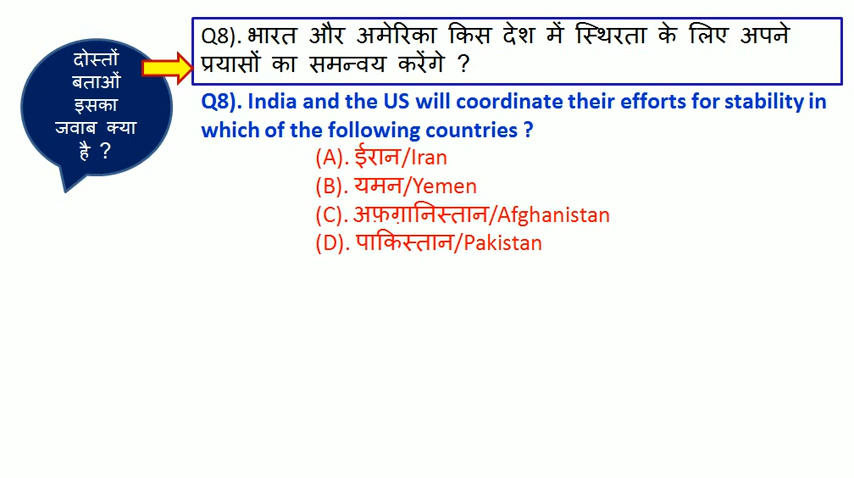 दोस्तों
बताओं
इसका
जवाब क्या
है ?
Q8). भारत और अमेरिका किस देश में स्थिरता के लिए अपने
प्रयासों का समन्वय करेंगे ?
Q8). India and the US will coordinate their efforts for stability in
which of the following countries ?
(A). ईरान/Iran
(B). यमन/Yemen
(C). अफ़ग़ानिस्तान/Afghanistan
(D). पाकिस्तान/Pakistan